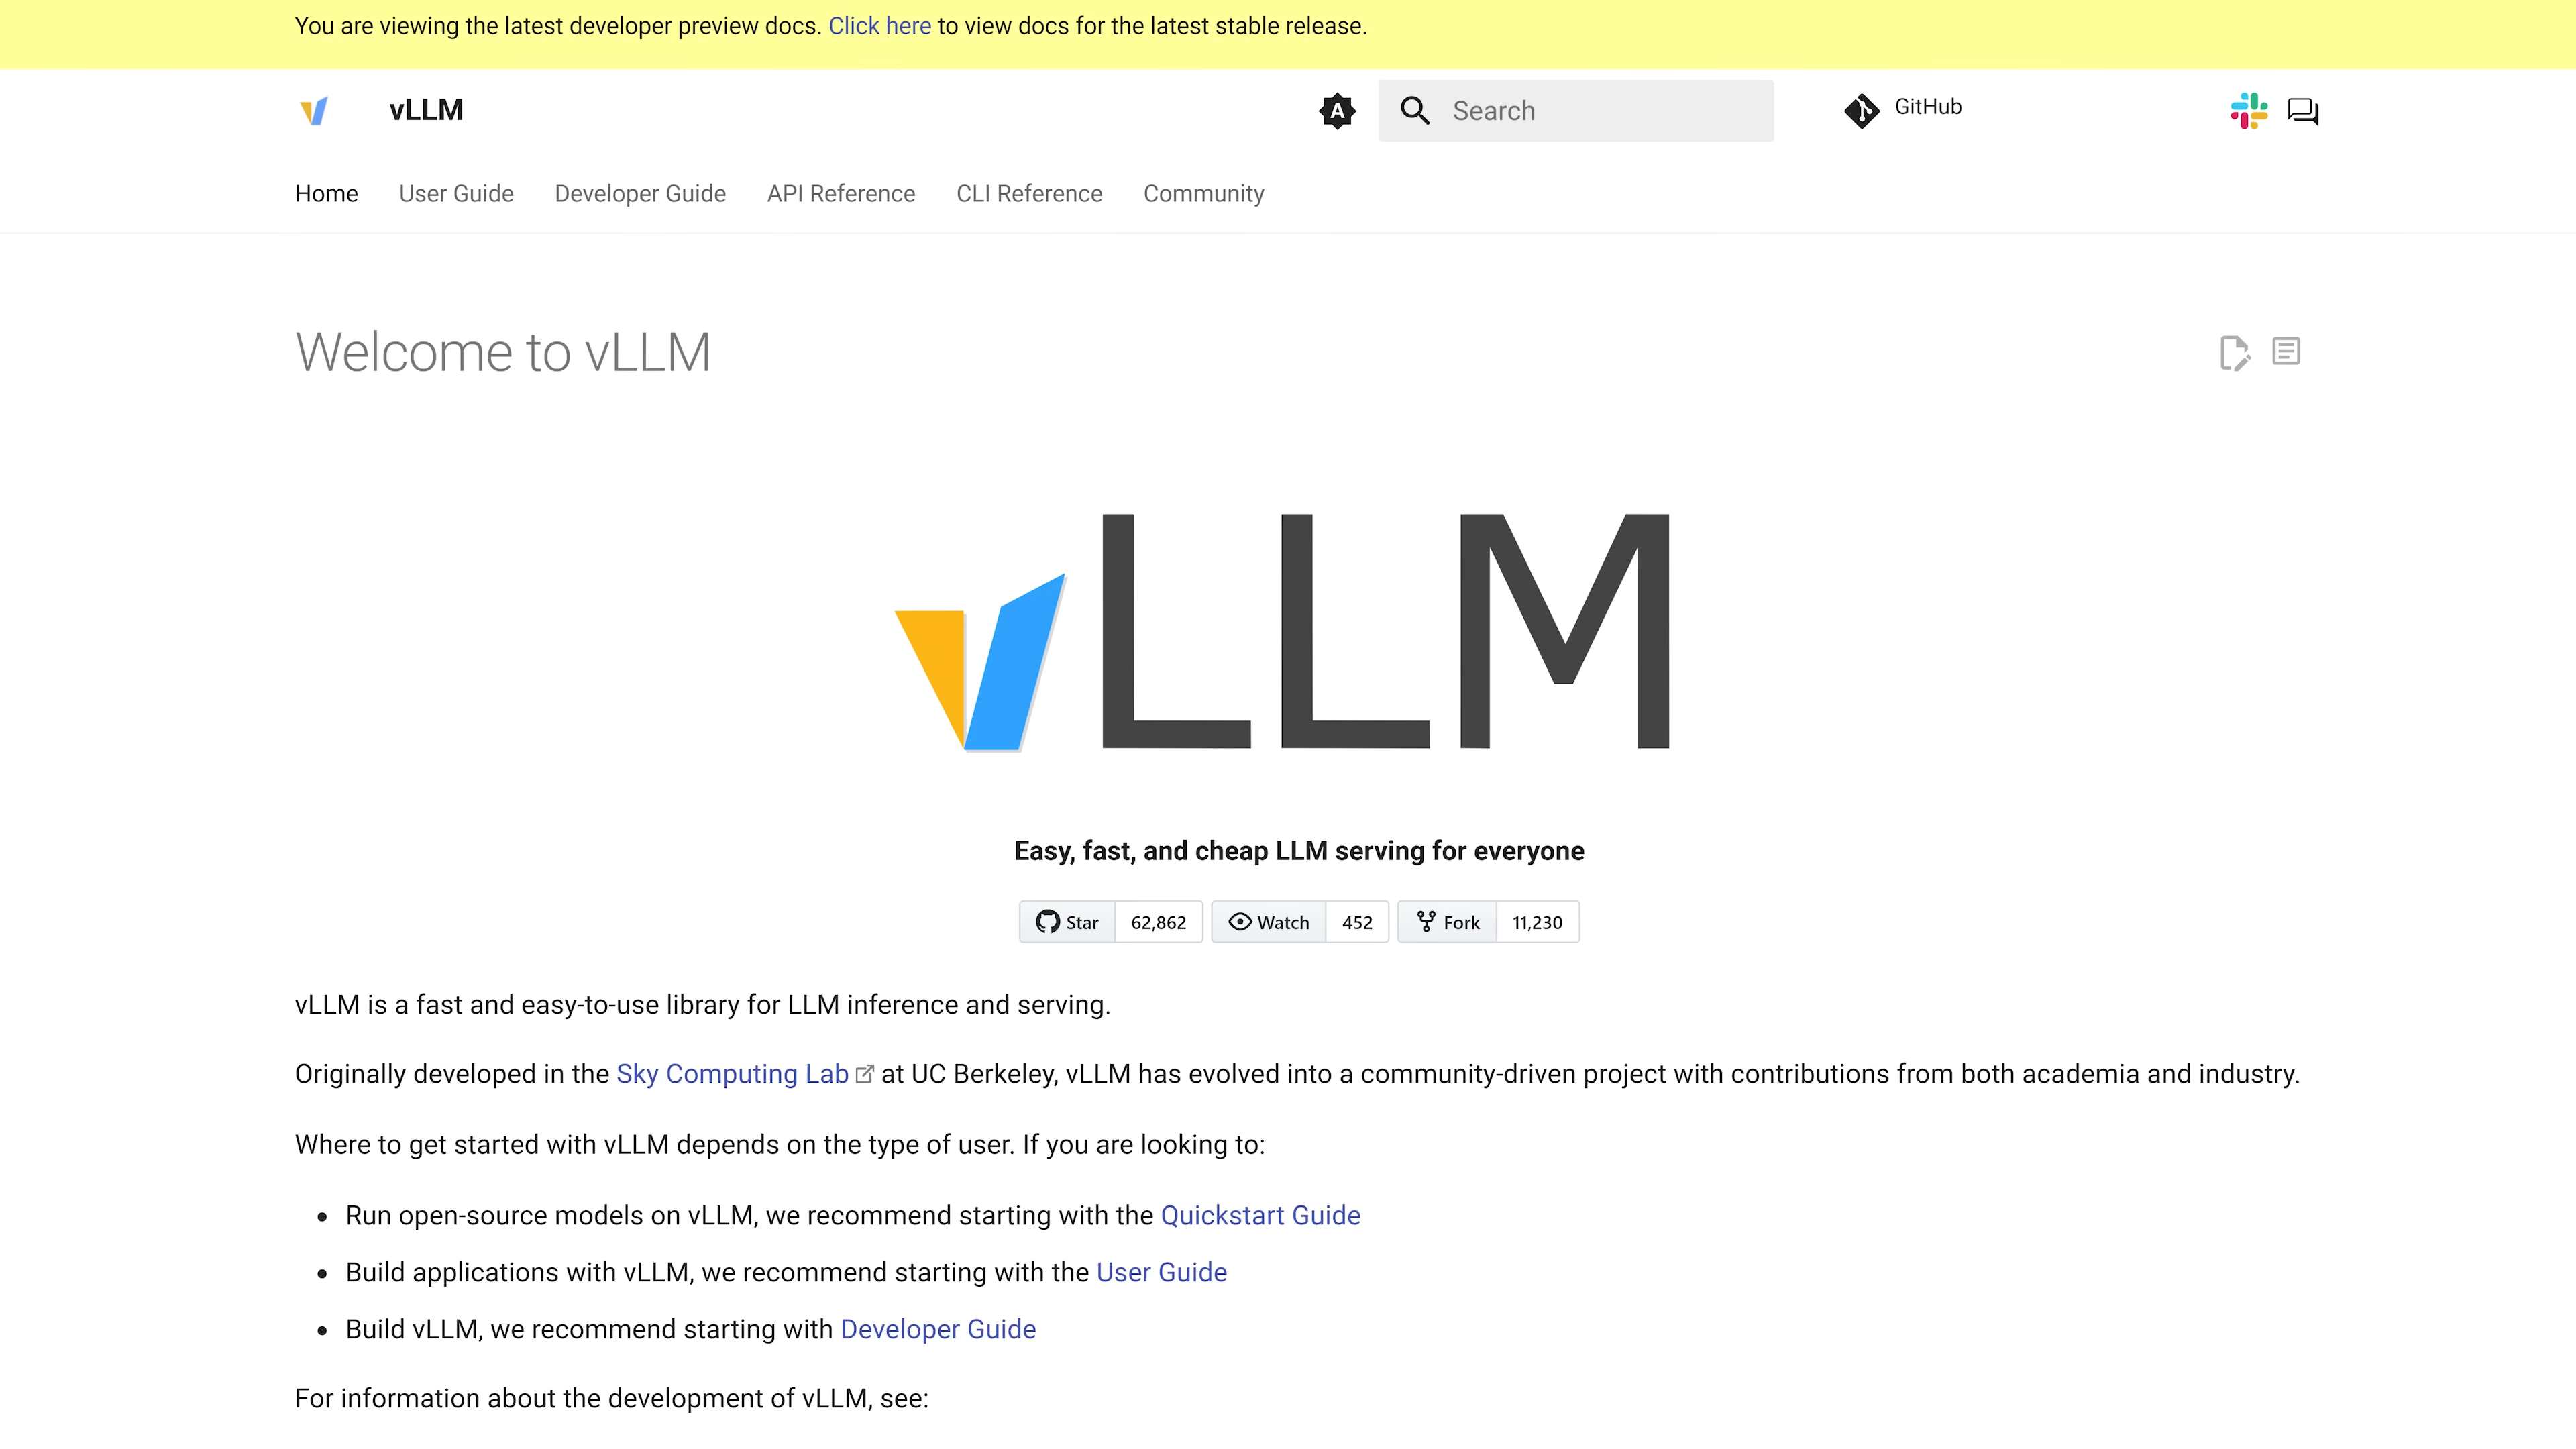 You are viewing the latest developer preview docs. Click here to view docs for the latest stable release.
vLLM
A
Search
GitHub
Home User Guide Developer Guide API Reference CLI Reference Community
Welcome to vLLM
vLLM
Easy, fast, and cheap LLM serving for everyone
Star 62,862 Watch 452 Fork 11,230
vLLM is a fast and easy-to-use library for LLM inference and serving.
Originally developed in the Sky Computing Lab at UC Berkeley, vLLM has evolved into a community-driven project with contributions from both academia and industry.
Where to get started with vLLM depends on the type of user. If you are looking to:
• Run open-source models on vLLM, we recommend starting with the Quickstart Guide
• Build applications with vLLM, we recommend starting with the User Guide
• Build vLLM, we recommend starting with Developer Guide
For information about the development of vLLM, see: